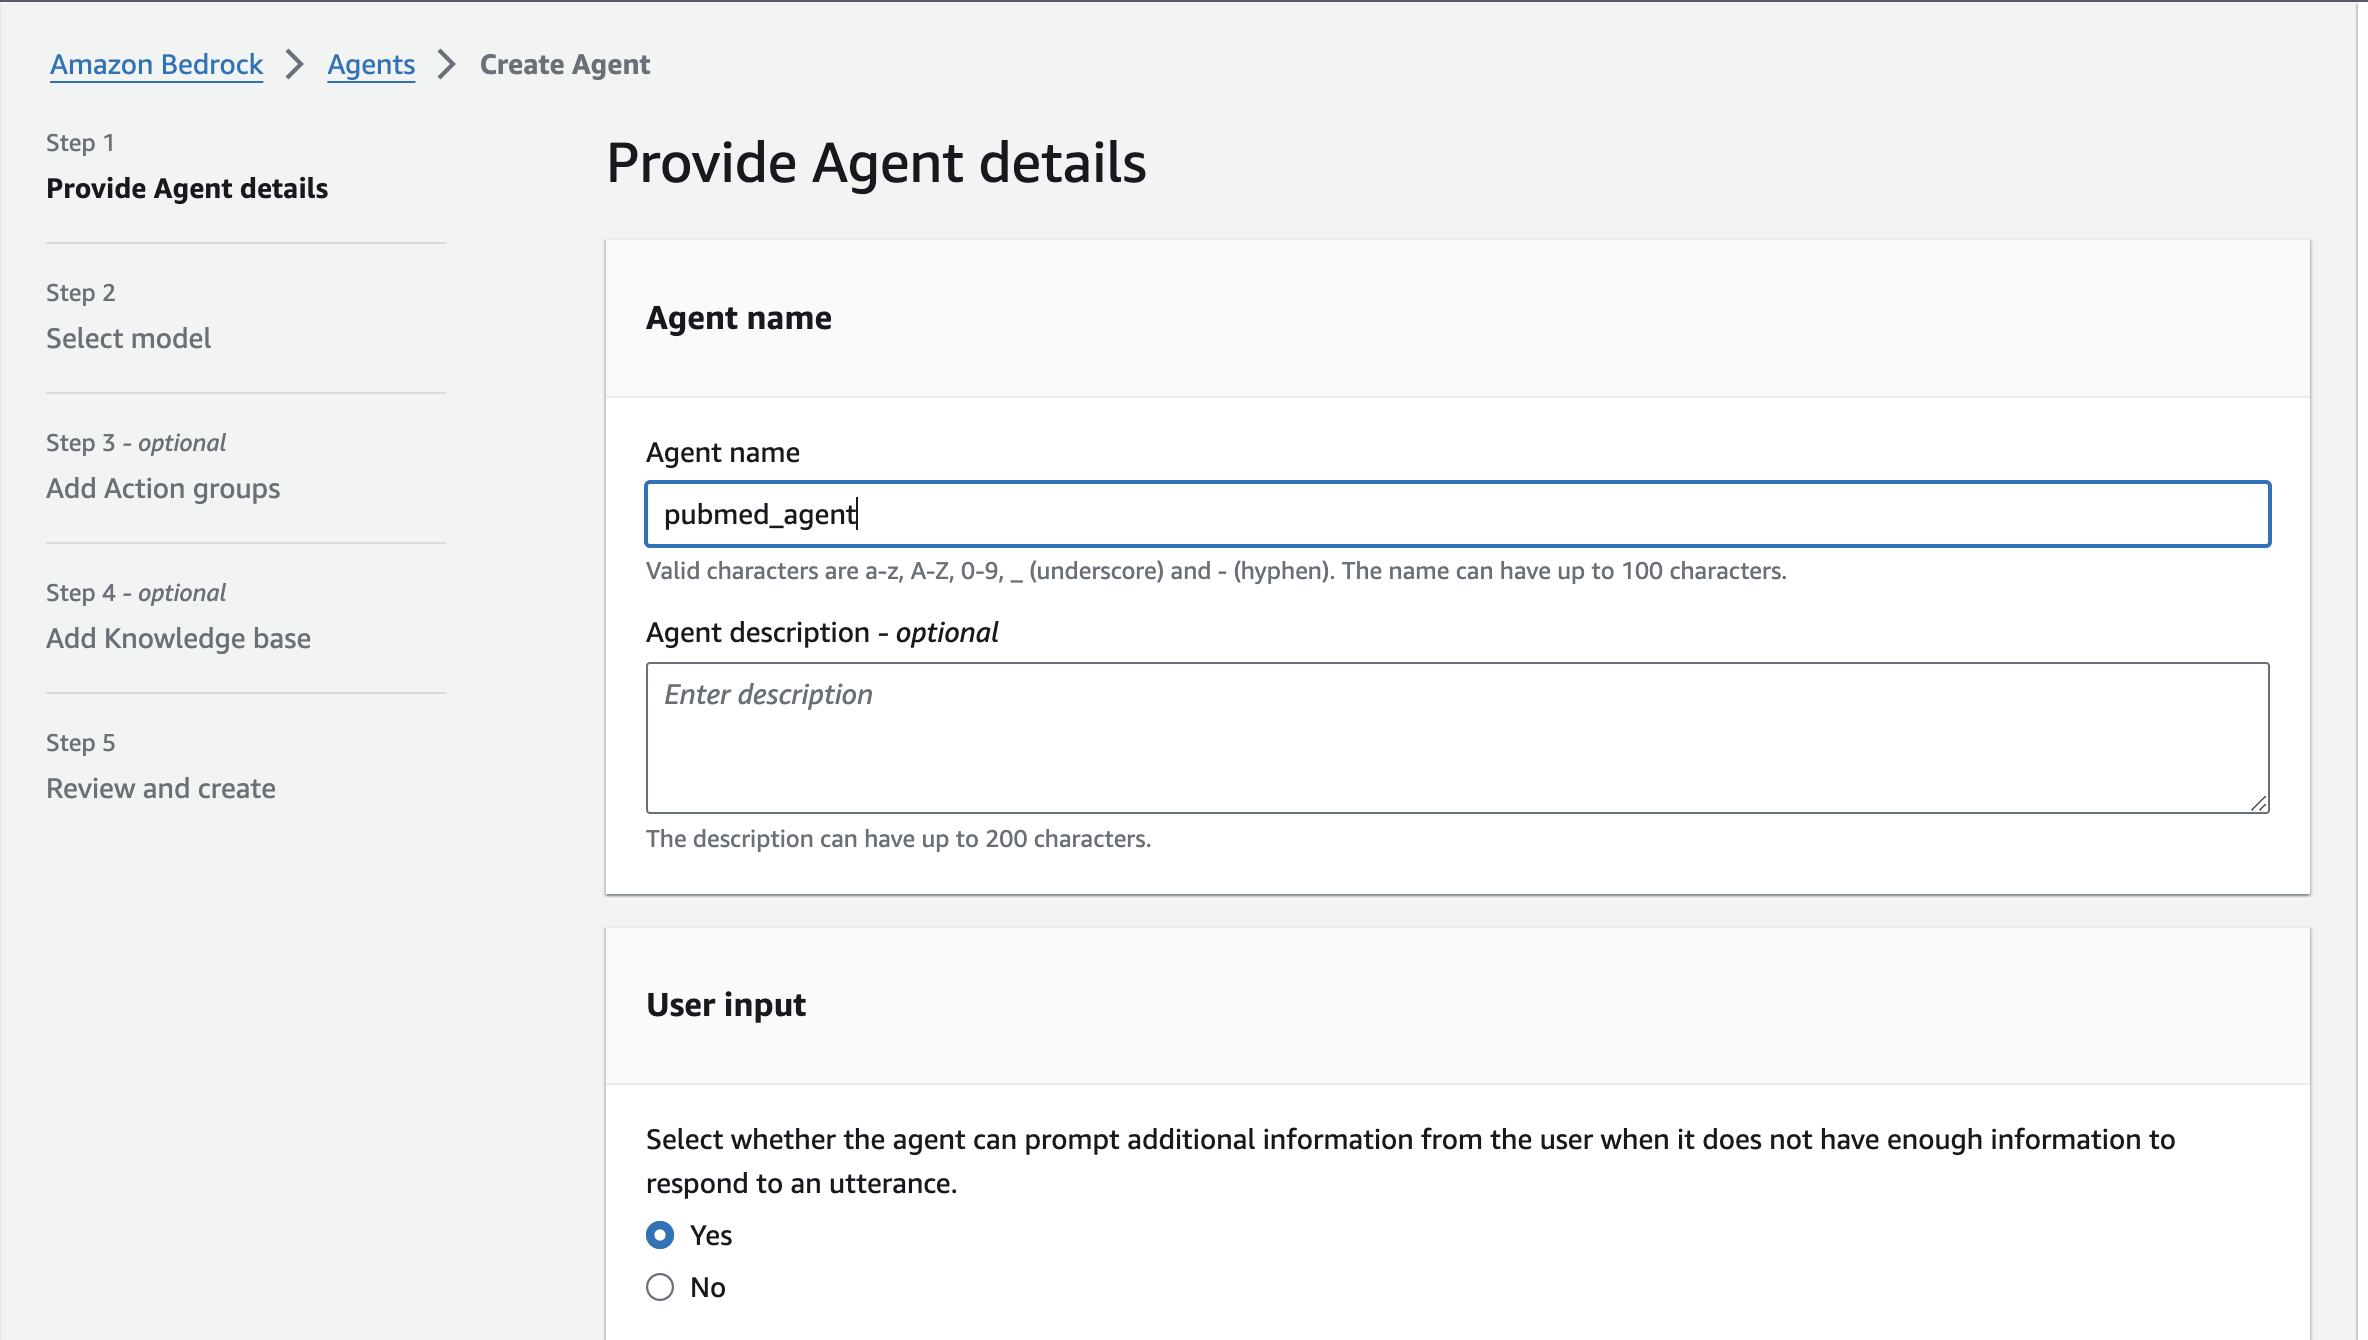 Amazon Bedrock > Agents > Create Agent
Step 1
Provide Agent details
Step 2
Select model
Step 3 - optional
Add Action groups
Step 4 - optional
Add Knowledge base
Step 5
Review and create
Provide Agent details
Agent name
Agent name
pubmed_agent
Valid characters are a-z, A-Z, 0-9, _ (underscore) and - (hyphen). The name can have up to 100 characters.
Agent description - optional
Enter description
The description can have up to 200 characters.
User input
Select whether the agent can prompt additional information from the user when it does not have enough information to
respond to an utterance.
Yes
No